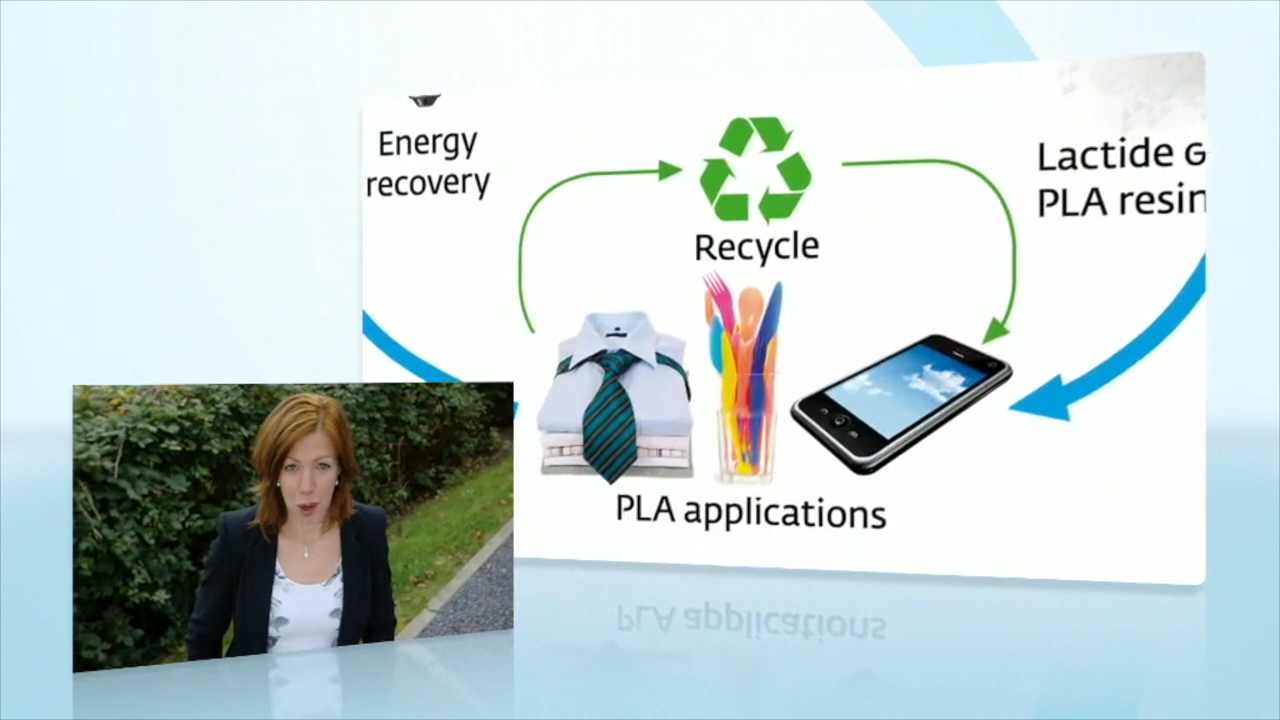 Energy
recovery
Recycle
Lactide
PLA resin
PLA applications